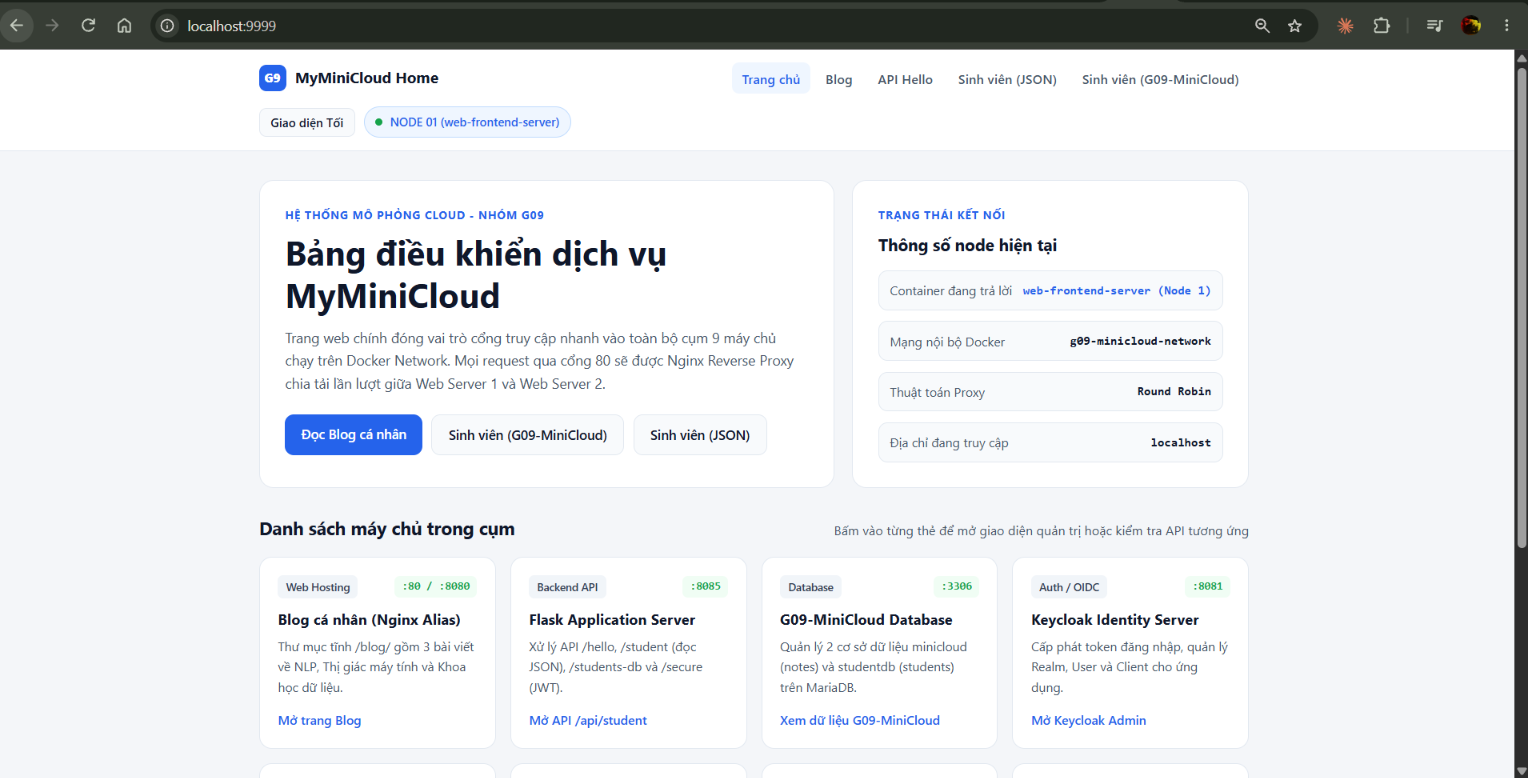 localhost:9999
G9 MyMiniCloud Home
Trang chủ Blog API Hello Sinh viên (JSON) Sinh viên (G09-MiniCloud)
Giao diện Tối NODE 01 (web-frontend-server)
HỆ THỐNG MÔ PHỎNG CLOUD - NHÓM G09
Bảng điều khiển dịch vụ
MyMiniCloud
Trang web chính đóng vai trò cổng truy cập nhanh vào toàn bộ cụm 9 máy chủ
chạy trên Docker Network. Mọi request qua cổng 80 sẽ được Nginx Reverse Proxy
chia tải lần lượt giữa Web Server 1 và Web Server 2.
Đọc Blog cá nhân Sinh viên (G09-MiniCloud) Sinh viên (JSON)
TRẠNG THÁI KẾT NỐI
Thông số node hiện tại
Container đang trả lời web-frontend-server (Node 1)
Mạng nội bộ Docker g09-minicloud-network
Thuật toán Proxy Round Robin
Địa chỉ đang truy cập localhost
Danh sách máy chủ trong cụm
Bấm vào từng thẻ để mở giao diện quản trị hoặc kiểm tra API tương ứng
Web Hosting :80 / :8080
Blog cá nhân (Nginx Alias)
Thư mục tĩnh /blog/ gồm 3 bài viết
về NLP, Thị giác máy tính và Khoa
học dữ liệu.
Mở trang Blog
Backend API :8085
Flask Application Server
Xử lý API /hello, /student (đọc
JSON), /students-db và /secure
(JWT).
Mở API /api/student
Database :3306
G09-MiniCloud Database
Quản lý 2 cơ sở dữ liệu minicloud
(notes) và studentdb (students)
trên MariaDB.
Xem dữ liệu G09-MiniCloud
Auth / OIDC :8081
Keycloak Identity Server
Cấp phát token đăng nhập, quản lý
Realm, User và Client cho ứng
dụng.
Mở Keycloak Admin